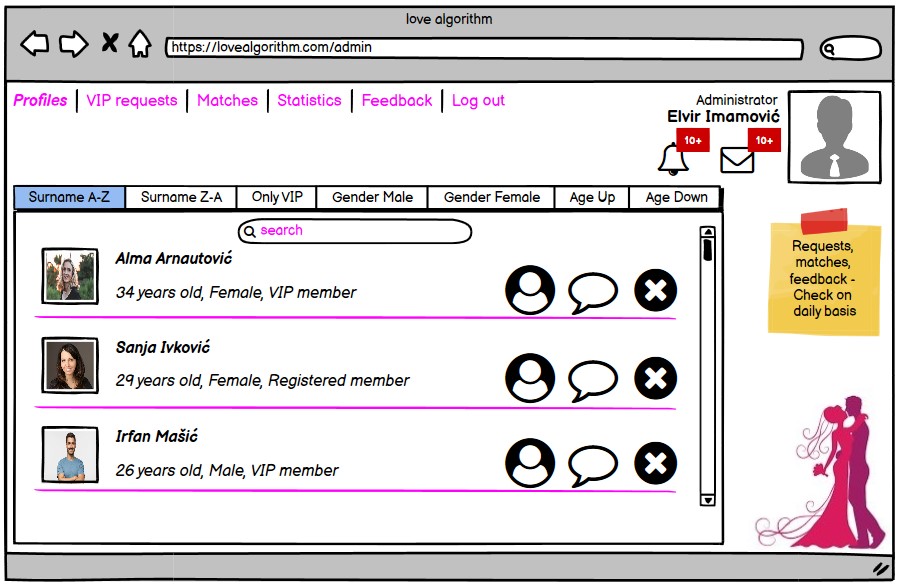 love algorithm
https://lovealgorithm.com/admin
Profiles VIP requests Matches Statistics Feedback Log out
Administrator
Elvir Imamović
10+ 10+
Surname A-Z Surname Z-A Only VIP Gender Male Gender Female Age Up Age Down
search
Alma Arnautović
34 years old, Female, VIP member
Sanja Ivković
29 years old, Female, Registered member
Irfan Mašić
26 years old, Male, VIP member
Requests,
matches,
feedback -
Check on
daily basis